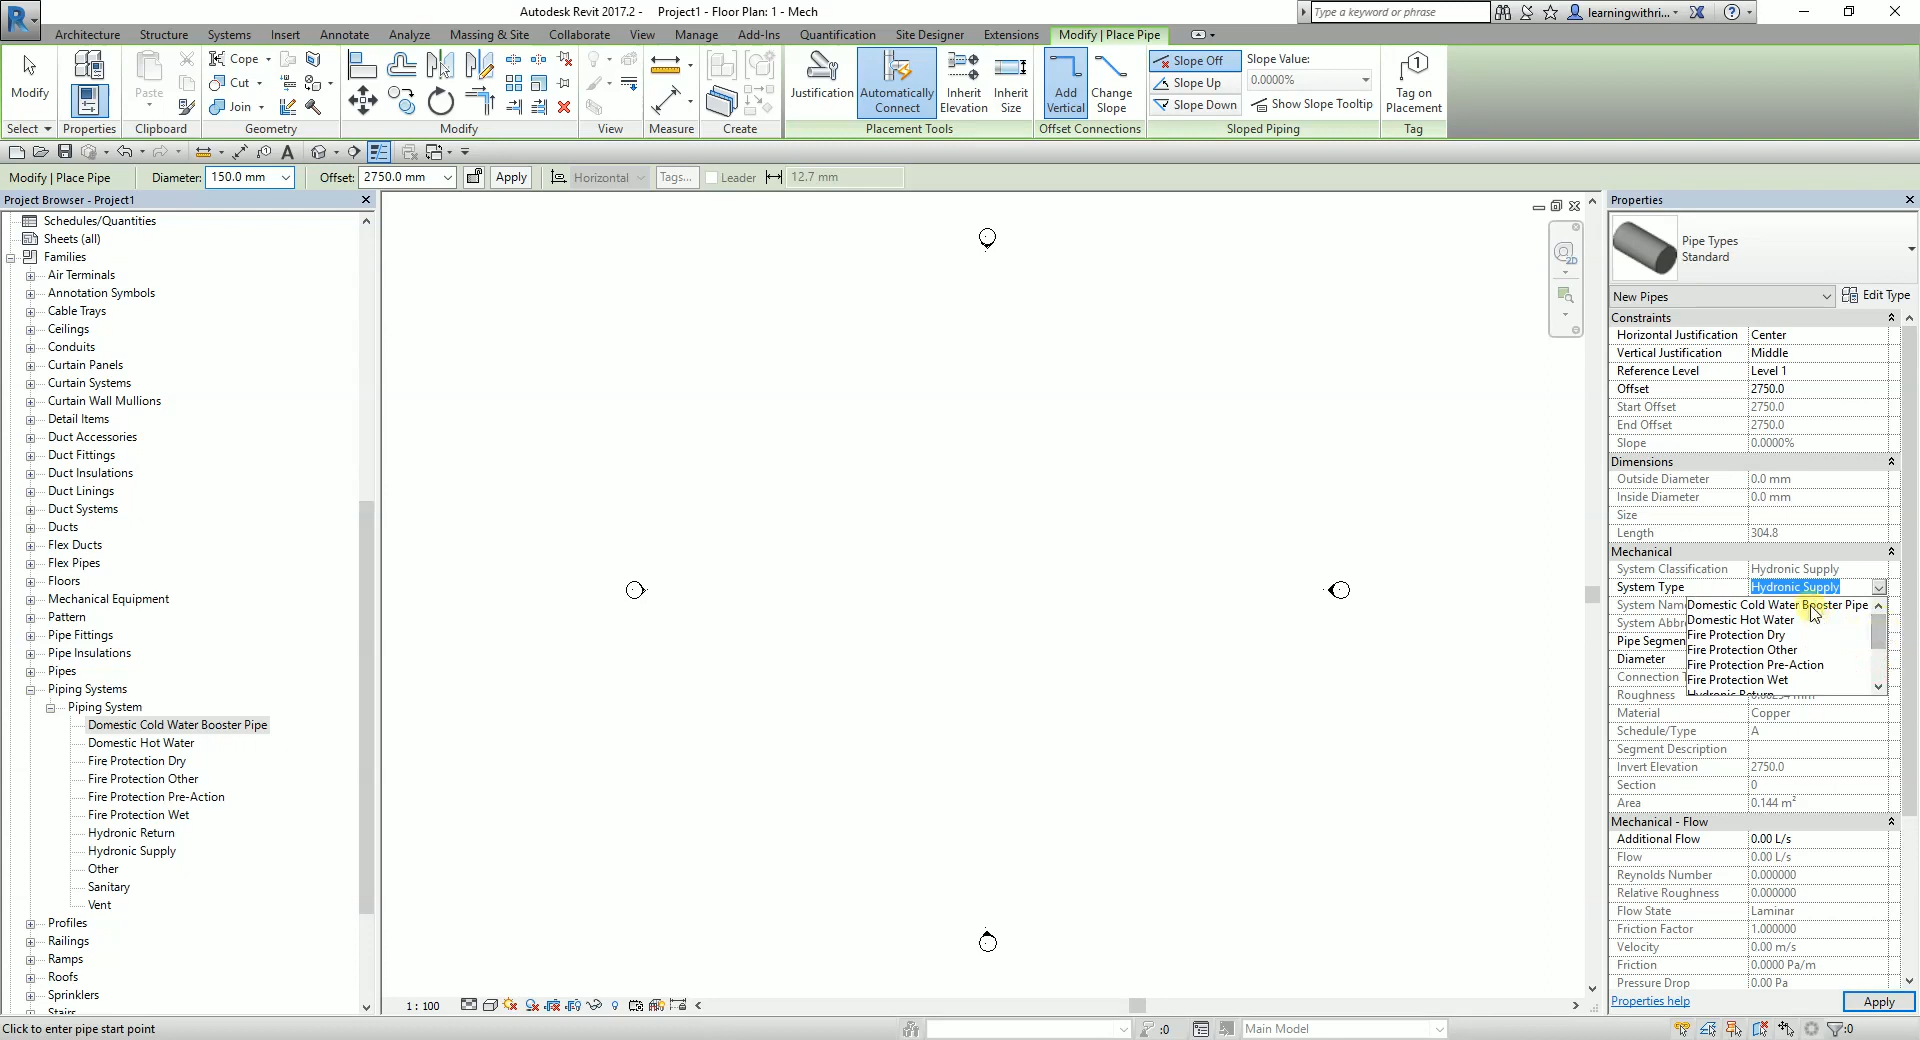 Autodesk Revit 2017.2 - Project1 - Floor Plan: 1 - Mech
Type a keyword or phrase
learningwithri...
Architecture Structure Systems Insert Annotate Analyze Massing & Site Collaborate View Manage Add-Ins Quantification Site Designer Extensions Modify | Place Pipe
Modify
Paste
Cope
Cut
Join
Justification
Automatically Connect
Inherit Elevation
Inherit Size
Add Vertical
Change Slope
Slope Off
Slope Up
Slope Down
Slope Value:
0.0000%
Show Slope Tooltip
Tag on Placement
Select Properties Clipboard Geometry Modify View Measure Create Placement Tools Offset Connections Sloped Piping Tag
Modify | Place Pipe Diameter: 150.0 mm Offset: 2750.0 mm Apply Horizontal Tags... Leader 12.7 mm
Project Browser - Project1
Schedules/Quantities
Sheets (all)
Families
Air Terminals
Annotation Symbols
Cable Trays
Ceilings
Conduits
Curtain Panels
Curtain Systems
Curtain Wall Mullions
Detail Items
Duct Accessories
Duct Fittings
Duct Insulations
Duct Linings
Duct Systems
Ducts
Flex Ducts
Flex Pipes
Floors
Mechanical Equipment
Pattern
Pipe Fittings
Pipe Insulations
Pipes
Piping Systems
Piping System
Domestic Cold Water Booster Pipe
Domestic Hot Water
Fire Protection Dry
Fire Protection Other
Fire Protection Pre-Action
Fire Protection Wet
Hydronic Return
Hydronic Supply
Other
Sanitary
Vent
Profiles
Railings
Ramps
Roofs
Sprinklers
Stairs
2D
1 : 100
Properties
Pipe Types
Standard
New Pipes Edit Type
Constraints
Horizontal Justification Center
Vertical Justification Middle
Reference Level Level 1
Offset 2750.0
Start Offset 2750.0
End Offset 2750.0
Slope 0.0000%
Dimensions
Outside Diameter 0.0 mm
Inside Diameter 0.0 mm
Size
Length 304.8
Mechanical
System Classification Hydronic Supply
System Type Hydronic Supply
System Name
System Abbr
Pipe Segmen
Diameter
Connection T
Domestic Cold Water Booster Pipe
Domestic Hot Water
Fire Protection Dry
Fire Protection Other
Fire Protection Pre-Action
Fire Protection Wet
Hydronic Return
Roughness
Material Copper
Schedule/Type A
Segment Description
Invert Elevation 2750.0
Section 0
Area 0.144 m²
Mechanical - Flow
Additional Flow 0.00 L/s
Flow 0.00 L/s
Reynolds Number 0.000000
Relative Roughness 0.000000
Flow State Laminar
Friction Factor 1.000000
Velocity 0.00 m/s
Friction 0.0000 Pa/m
Pressure Drop 0.00 Pa
Properties help Apply
Click to enter pipe start point :0 Main Model :0